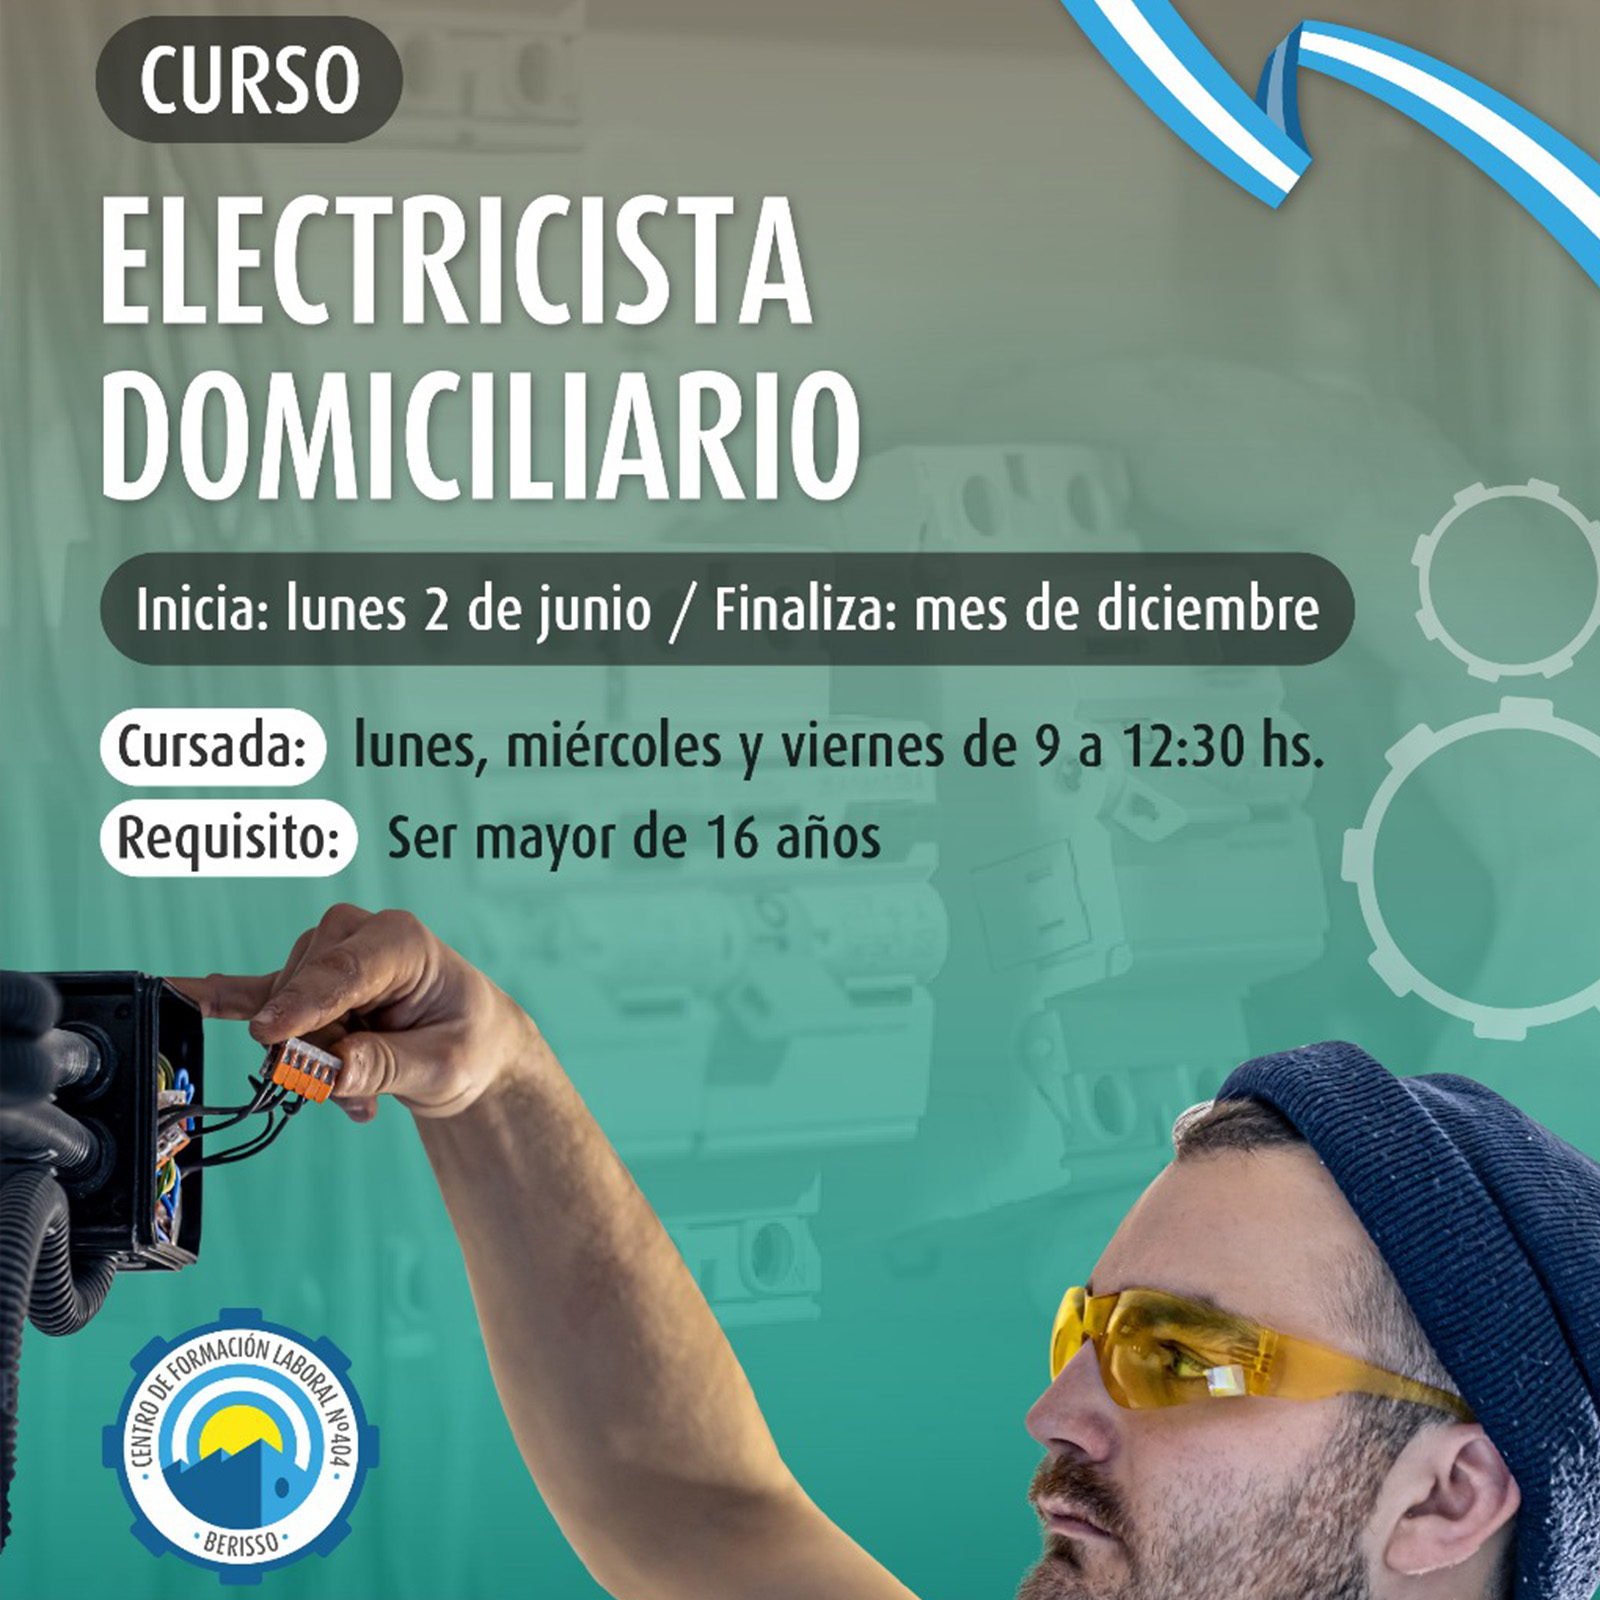 CURSO
ELECTRICISTA
DOMICILIARIO
Inicia: lunes 2 de junio / Finaliza: mes de diciembre
Cursada: lunes, miércoles y viernes de 9 a 12:30 hs.
Requisito: Ser mayor de 16 años
· CENTRO DE FORMACIÓN LABORAL Nº404 ·
· BERISSO ·